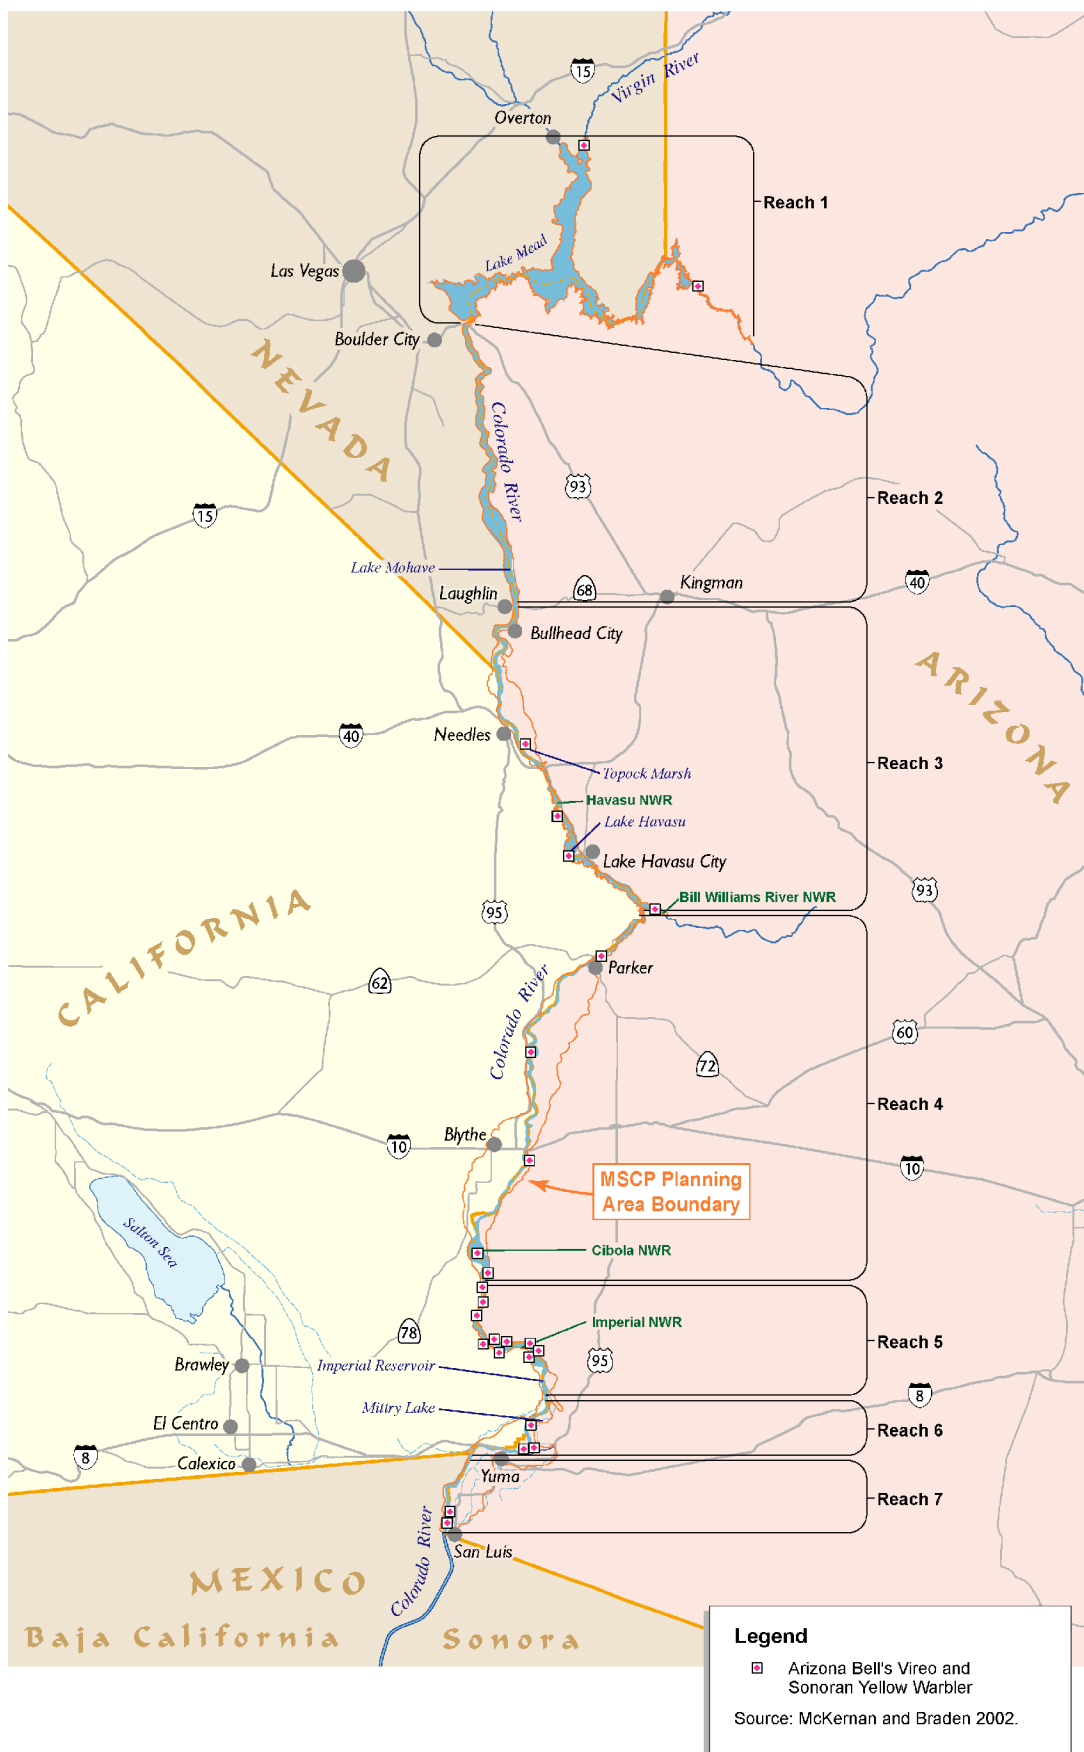 15
Virgin River
Overton
Reach 1
Lake Mead
Las Vegas
Boulder City
NEVADA
Colorado River
93
Reach 2
15
Lake Mohave
Laughlin
68
Kingman
40
Bullhead City
ARIZONA
Needles
40
Topock Marsh
Reach 3
Havasu NWR
Lake Havasu
Lake Havasu City
93
Bill Williams River NWR
95
CALIFORNIA
Parker
62
Colorado River
60
72
Reach 4
Blythe
10
10
MSCP Planning
Area Boundary
Salton Sea
Cibola NWR
Imperial NWR
78
Reach 5
95
Brawley
Imperial Reservoir
8
Mittry Lake
El Centro
Reach 6
8
Calexico
Yuma
Reach 7
Colorado River
San Luis
MEXICO
Baja California
Sonora
Legend
Arizona Bell's Vireo and
Sonoran Yellow Warbler
Source: McKernan and Braden 2002.